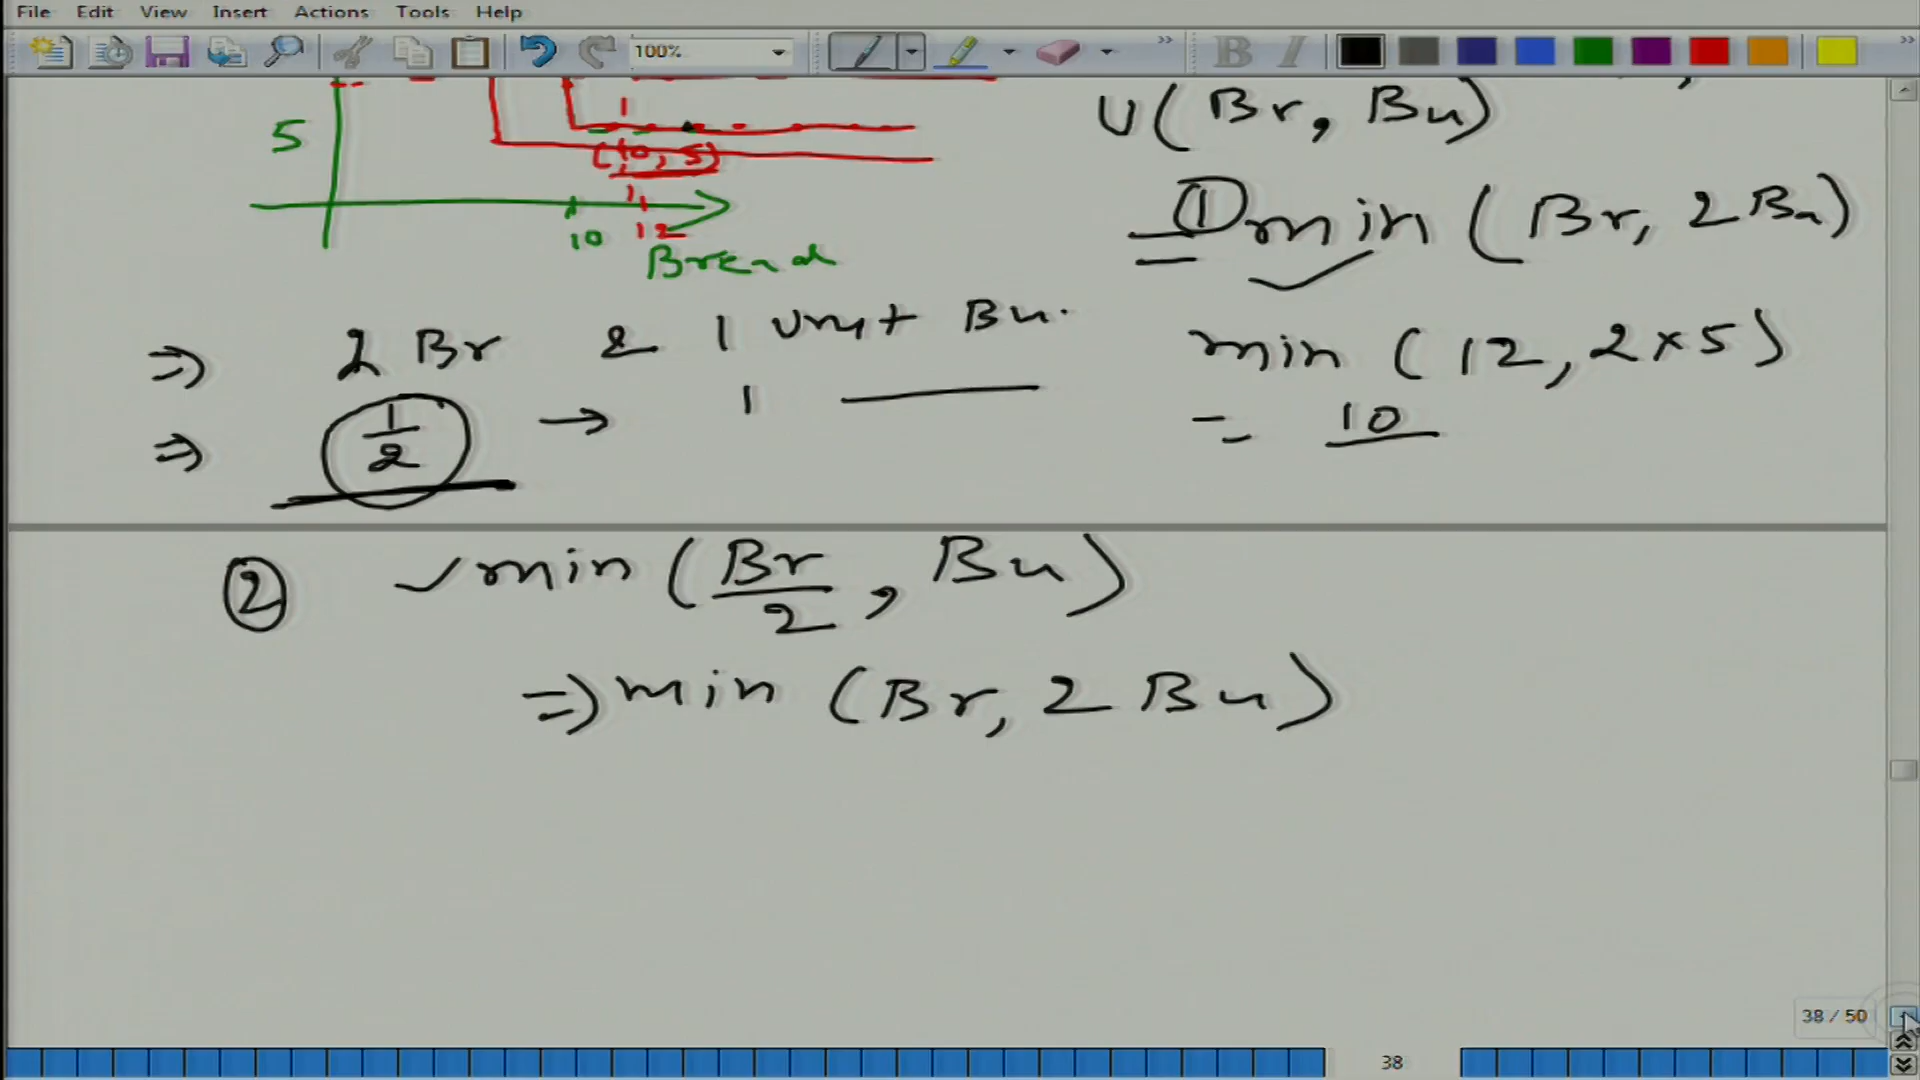 File Edit View Insert Actions Tools Help
100%
B I
5
(10, 5)
10 12
Bread
U(Br, Bu)
① min (Br, 2Bu)
⇒ 2 Br & 1 unit Bu.
min (12, 2×5)
⇒ 1/2 → 1
= 10
② ✓ min (Br/2, Bu)
⇒ min (Br, 2 Bu)
38 / 50
38